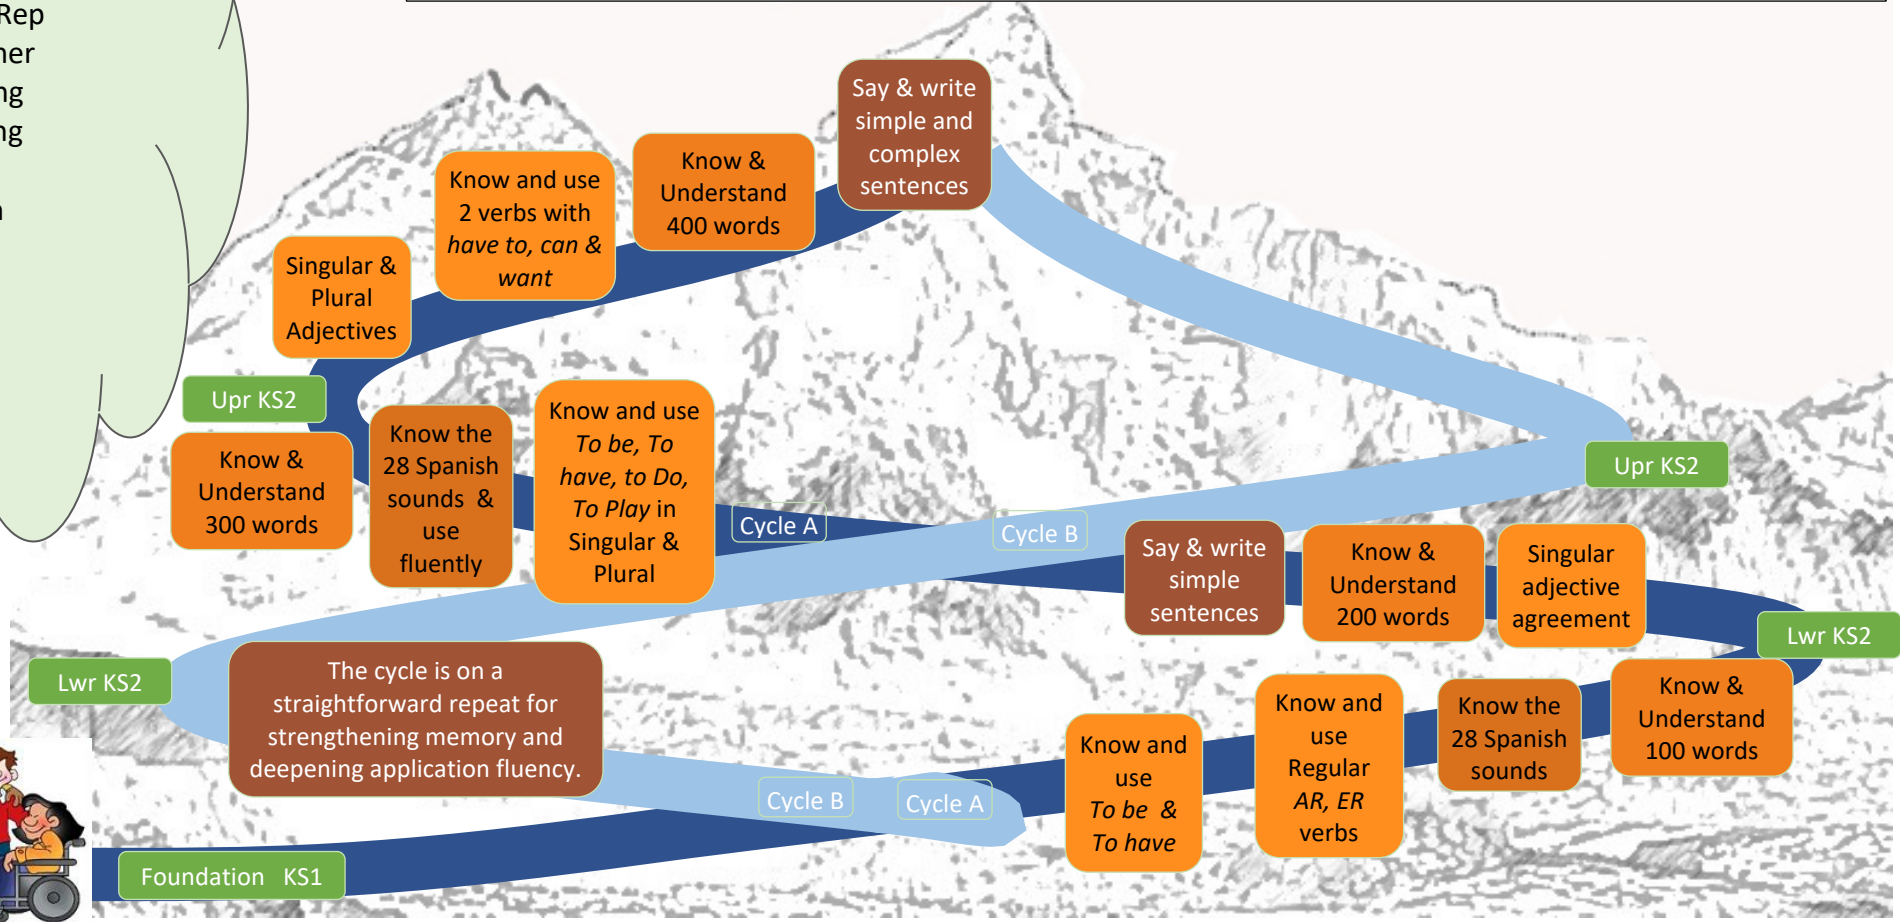 Rep
Say & write
simple and
complex
sentences
Know &
Understand
400 words
Know and use
2 verbs with
have to, can &
want
Singular &
Plural
Adjectives
Upr KS2
Know &
Understand
300 words
Know the
28 Spanish
sounds &
use
fluently
Know and use
To be, To
have, to Do,
To Play in
Singular &
Plural
Cycle A
Cycle B
Upr KS2
Say & write
simple
sentences
Know &
Understand
200 words
Singular
adjective
agreement
Lwr KS2
Lwr KS2
The cycle is on a
straightforward repeat for
strengthening memory and
deepening application fluency.
Know &
Understand
100 words
Know the
28 Spanish
sounds
Know and
use
Regular
AR, ER
verbs
Know and
use
To be &
To have
Cycle B
Cycle A
Foundation KS1